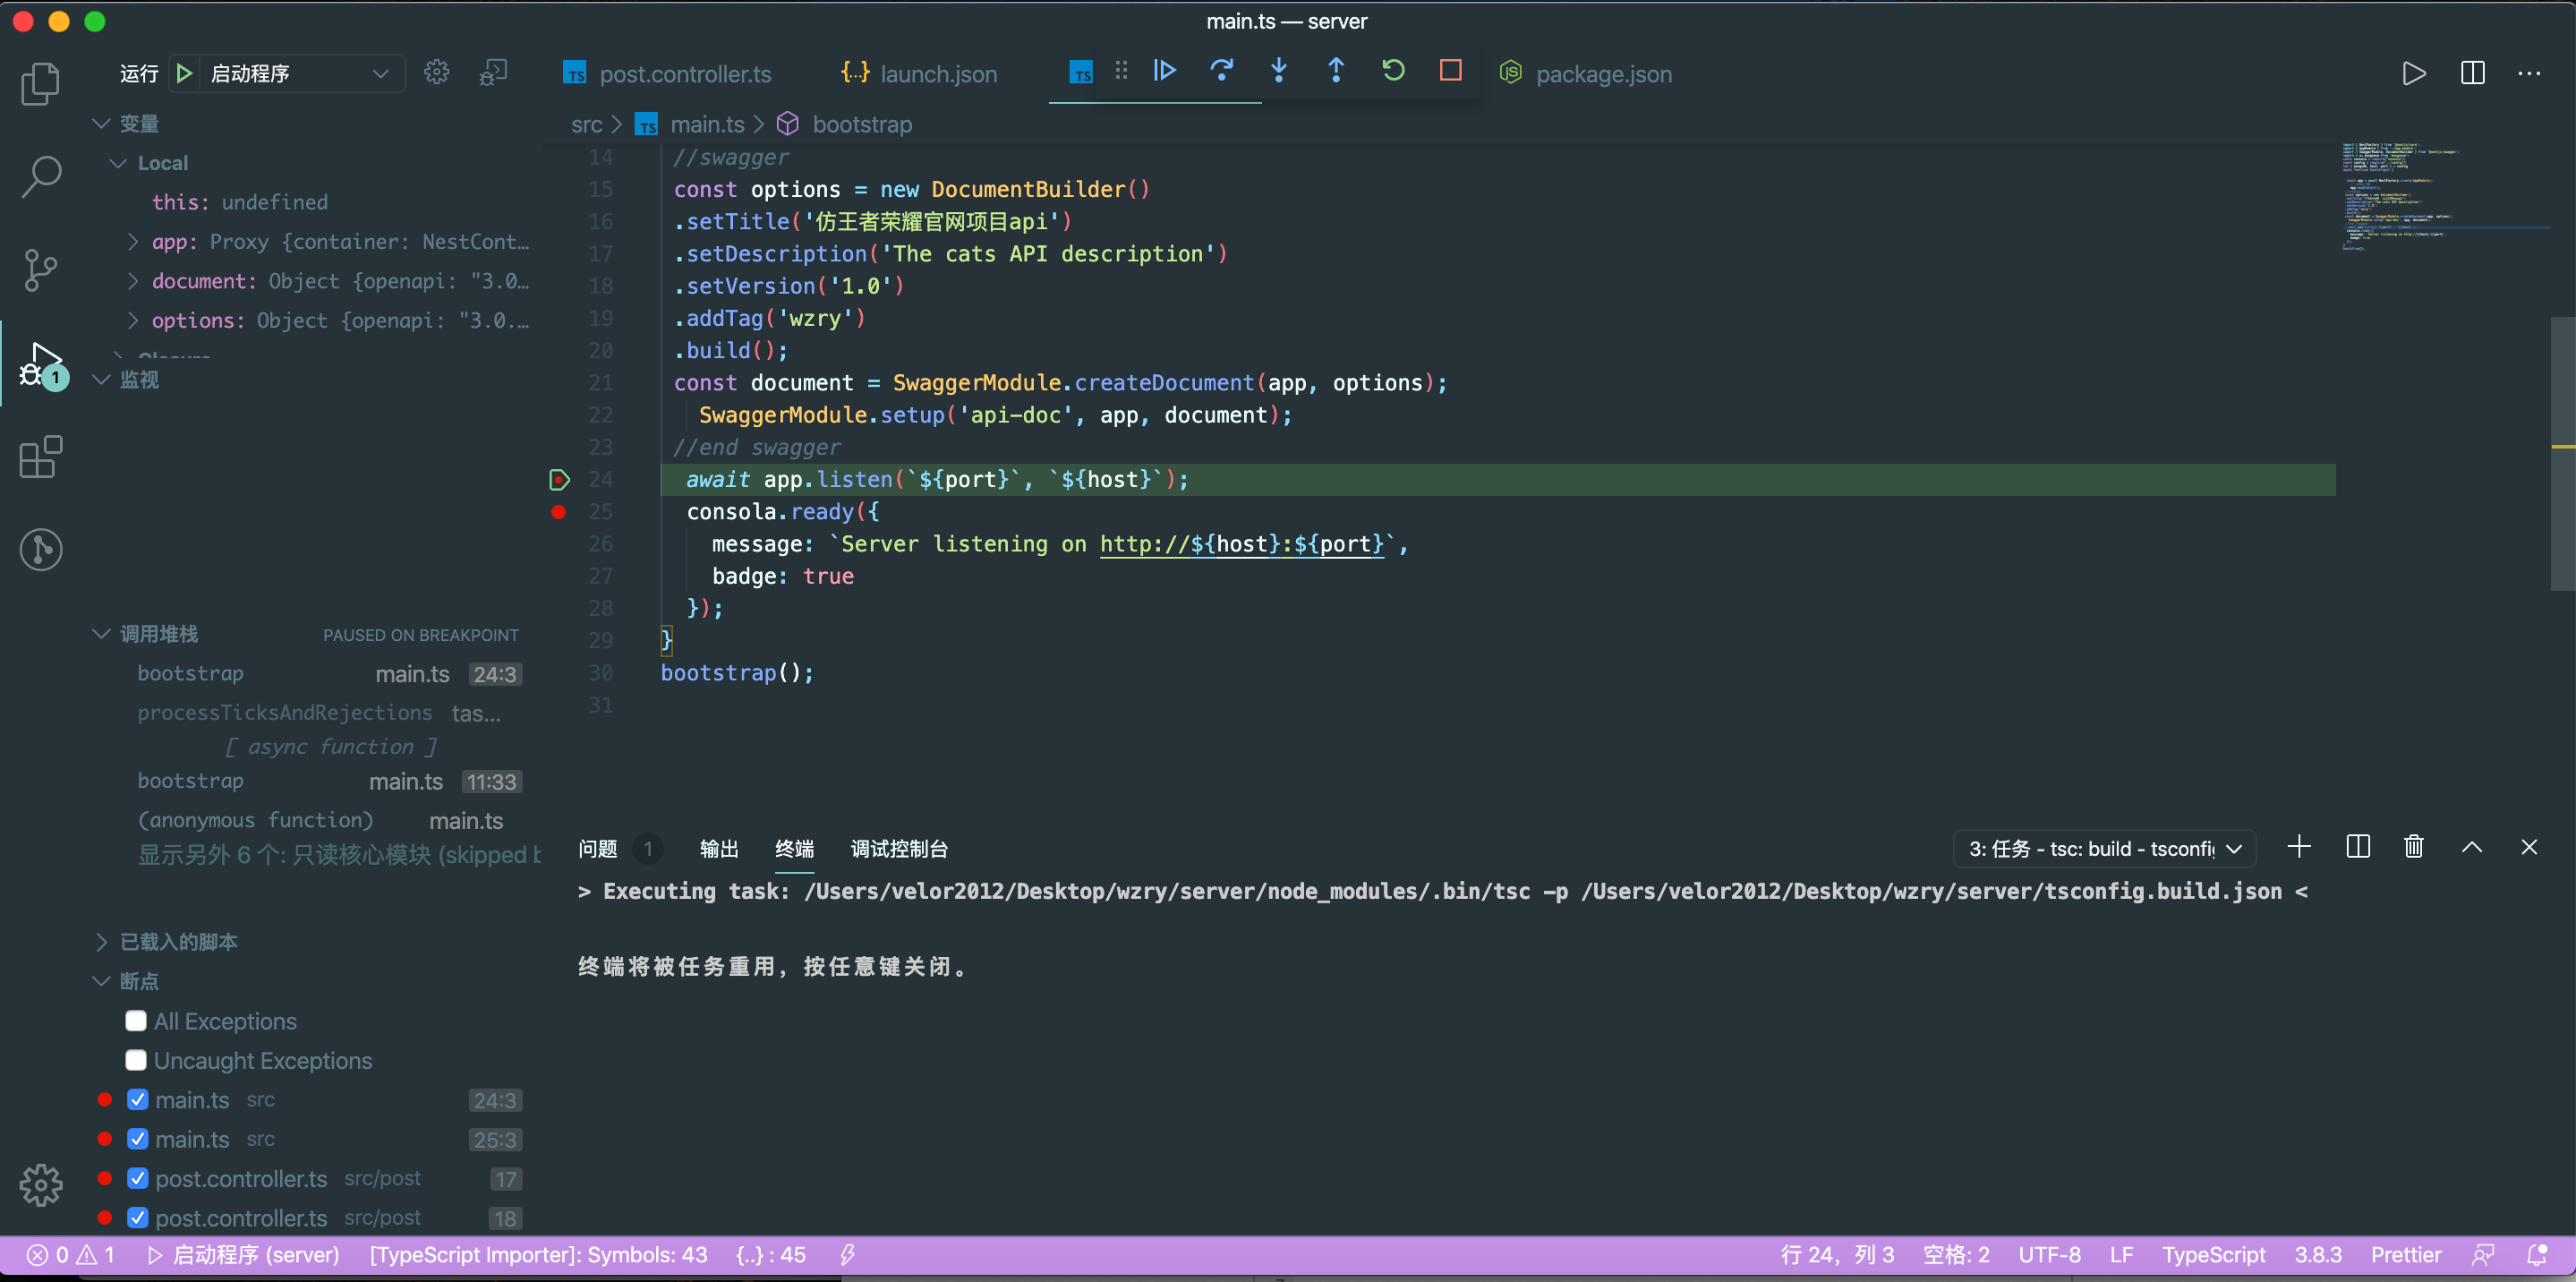 main.ts — server
运行
启动程序
post.controller.ts
launch.json
package.json
src
main.ts
bootstrap
变量
Local
this: undefined
app: Proxy {container: NestCont…
document: Object {openapi: "3.0…
options: Object {openapi: "3.0.…
监视
调用堆栈 PAUSED ON BREAKPOINT
bootstrap main.ts 24:3
processTicksAndRejections tas…
[ async function ]
bootstrap main.ts 11:33
(anonymous function) main.ts
显示另外 6 个: 只读核心模块 (skipped b
已载入的脚本
断点
All Exceptions
Uncaught Exceptions
main.ts src 24:3
main.ts src 25:3
post.controller.ts src/post 17
post.controller.ts src/post 18
14 //swagger
15 const options = new DocumentBuilder()
16 .setTitle('仿王者荣耀官网项目api')
17 .setDescription('The cats API description')
18 .setVersion('1.0')
19 .addTag('wzry')
20 .build();
21 const document = SwaggerModule.createDocument(app, options);
22 SwaggerModule.setup('api-doc', app, document);
23 //end swagger
24 await app.listen(`${port}`, `${host}`);
25 consola.ready({
26 message: `Server listening on http://${host}:${port}`,
27 badge: true
28 });
29 }
30 bootstrap();
31
问题 1 输出 终端 调试控制台
3: 任务 - tsc: build - tsconfig
> Executing task: /Users/velor2012/Desktop/wzry/server/node_modules/.bin/tsc -p /Users/velor2012/Desktop/wzry/server/tsconfig.build.json <
终端将被任务重用，按任意键关闭。
0 1 启动程序 (server) [TypeScript Importer]: Symbols: 43 {..} : 45
行 24，列 3 空格: 2 UTF-8 LF TypeScript 3.8.3 Prettier